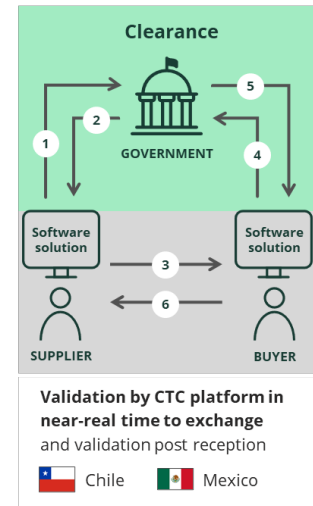 Clearance
5
1
2
GOVERNMENT
4
Software
solution
Software
solution
3
6
SUPPLIER
BUYER
Validation by CTC platform in
near-real time to exchange
and validation post reception
Chile
Mexico